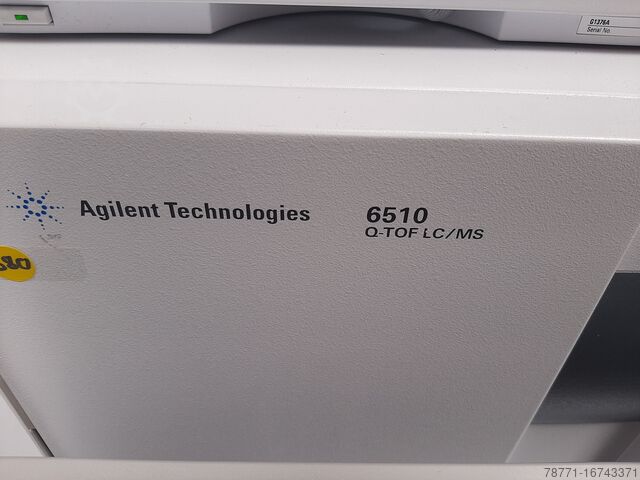 G1376A
Serial No.
Agilent Technologies
6510
Q-TOF LC/MS
78771-16743371